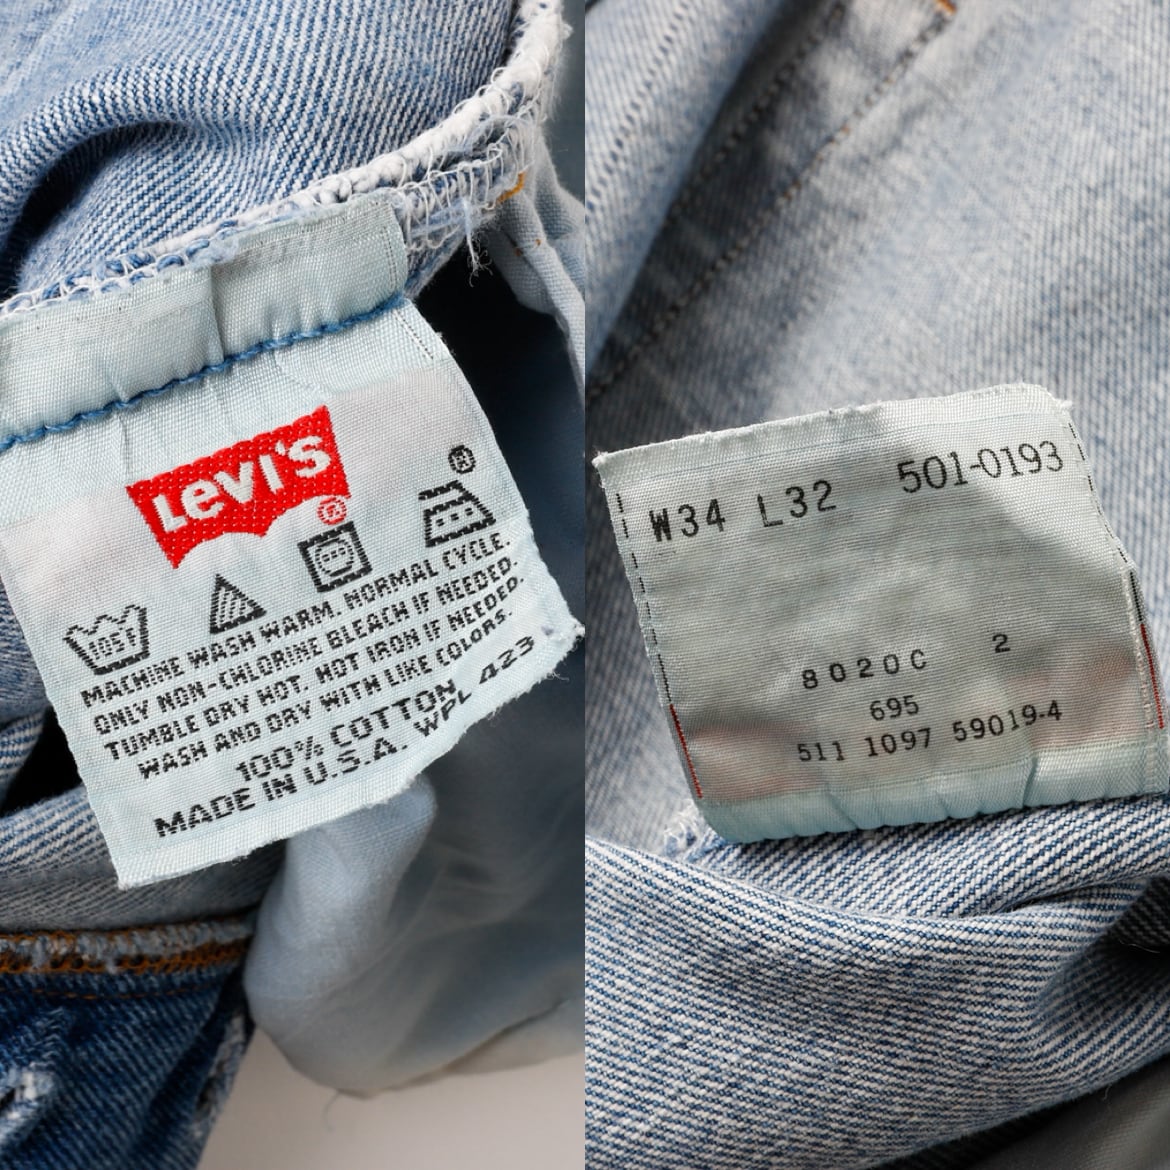 Levi's
®
®
105F
MACHINE WASH WARM, NORMAL CYCLE.
ONLY NON-CHLORINE BLEACH IF NEEDED.
TUMBLE DRY HOT. HOT IRON IF NEEDED.
WASH AND DRY WITH LIKE COLORS.
100% COTTON
MADE IN U.S.A. WPL 423
W34 L32 501-0193
8020C 2
695
511 1097 59019-4